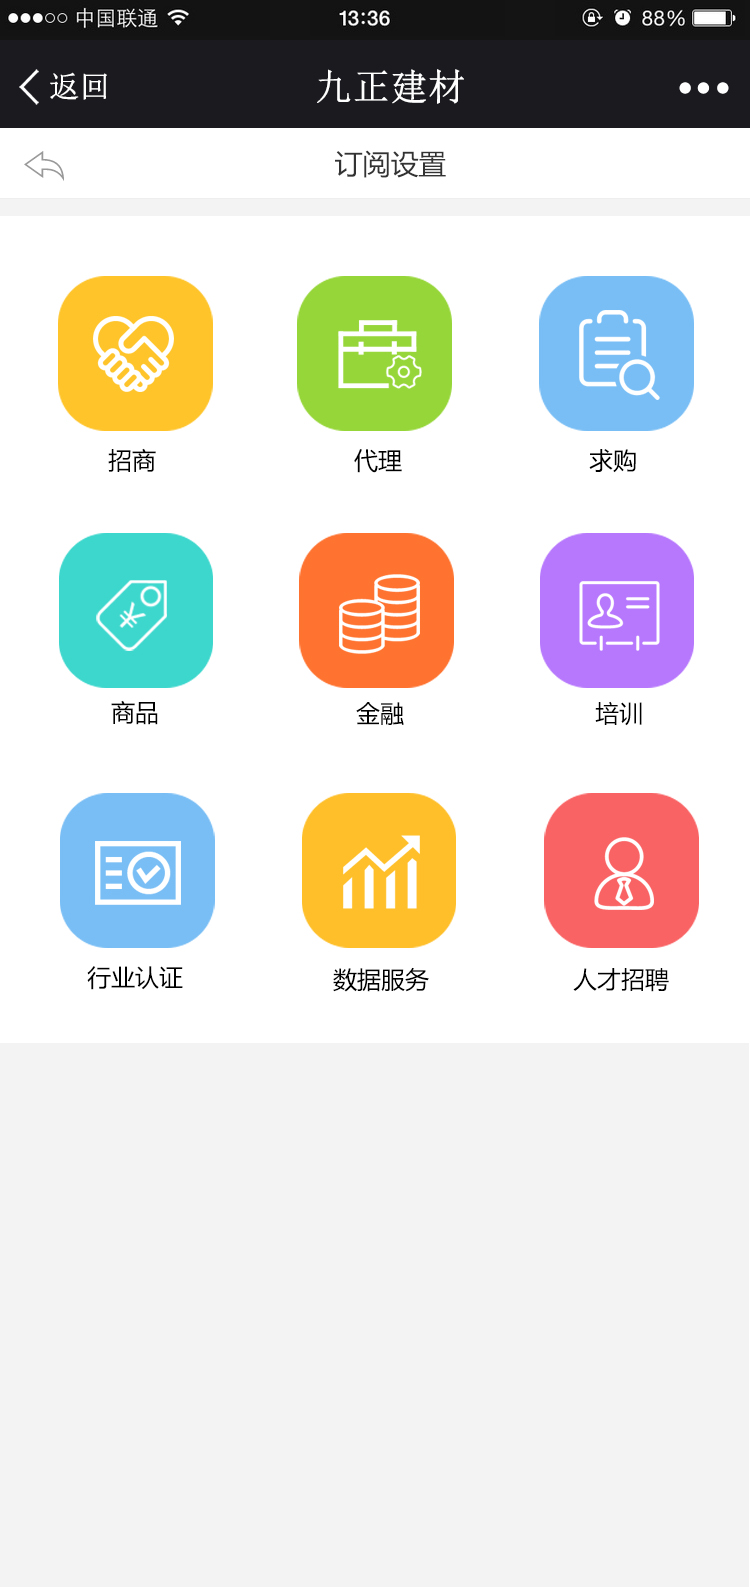 中国联通 13:36 88%
返回 九正建材
订阅设置
招商 代理 求购
商品 金融 培训
行业认证 数据服务 人才招聘